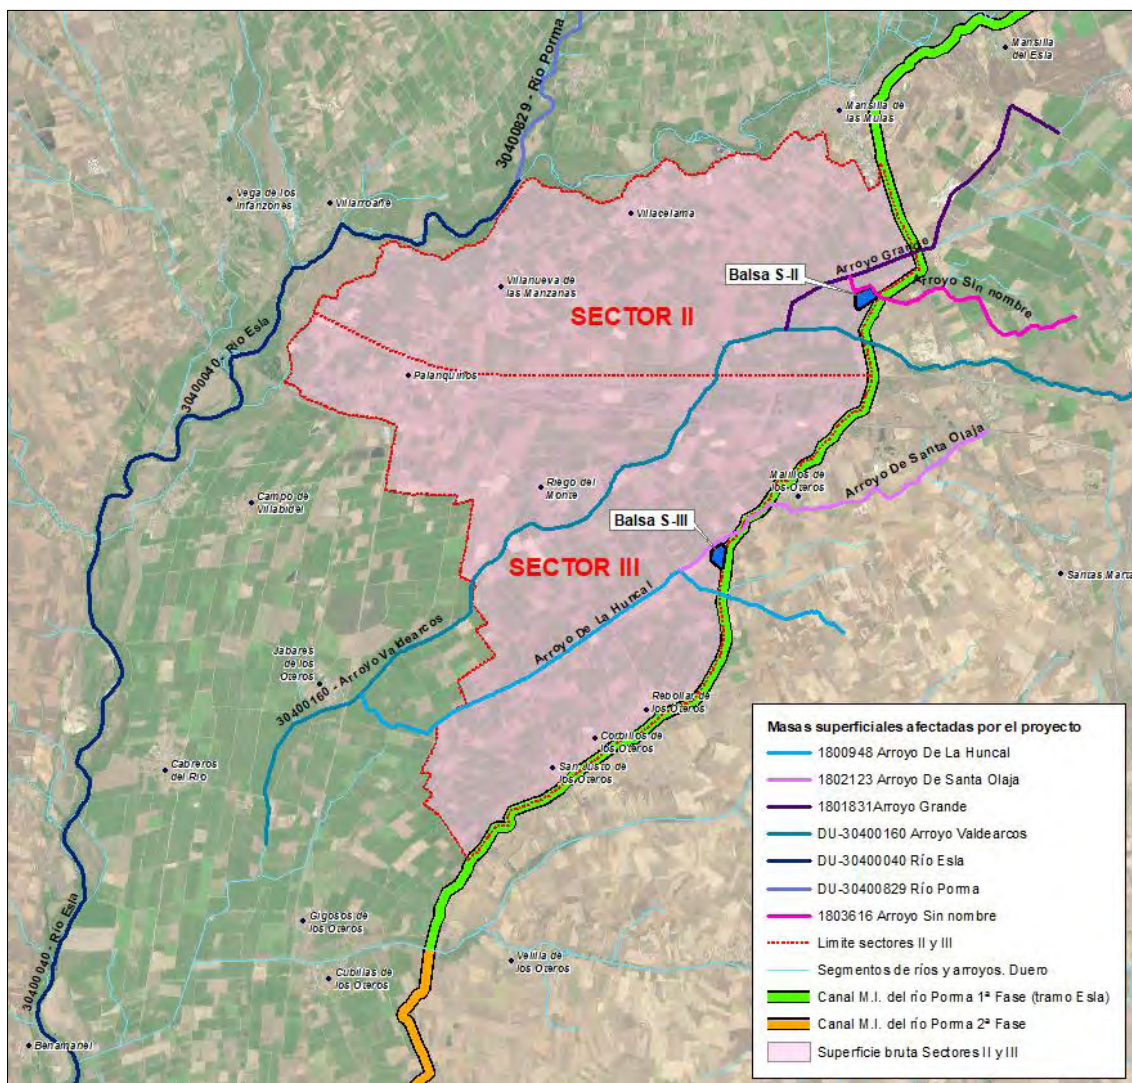 30400829 - Río Porma
Mansilla
del Esla
Mansilla de
las Mulas
Vega de los
Infanzones
Villarroañe
Villacelama
Arroyo Grande
Balsa S-II
Arroyo Sin nombre
Villanueva de
las Manzanas
SECTOR II
30400040 - Río Esla
Palanquinos
Arroyo De Santa Olaja
Malillos de
los Oteros
Riego del
Monte
Campo de
Villabidel
Balsa S-III
SECTOR III
Santas Marta
Arroyo De La Huncal
Jabares
de los
Oteros
30400160 - Arroyo Valdearcos
Rebollar de
los Oteros
Corbillos de
los Oteros
San Justo de
los Oteros
Cabreros
del Río
Gigosos de
los Oteros
Velilla de
los Oteros
Cubillas de
los Oteros
30400040 - Río Esla
Benamariel
Masas superficiales afectadas por el proyecto
1800948 Arroyo De La Huncal
1802123 Arroyo De Santa Olaja
1801831Arroyo Grande
DU-30400160 Arroyo Valdearcos
DU-30400040 Río Esla
DU-30400829 Río Porma
1803616 Arroyo Sin nombre
Limite sectores II y III
Segmentos de ríos y arroyos. Duero
Canal M.I. del río Porma 1ª Fase (tramo Esla)
Canal M.I. del río Porma 2ª Fase
Superficie bruta Sectores II y III